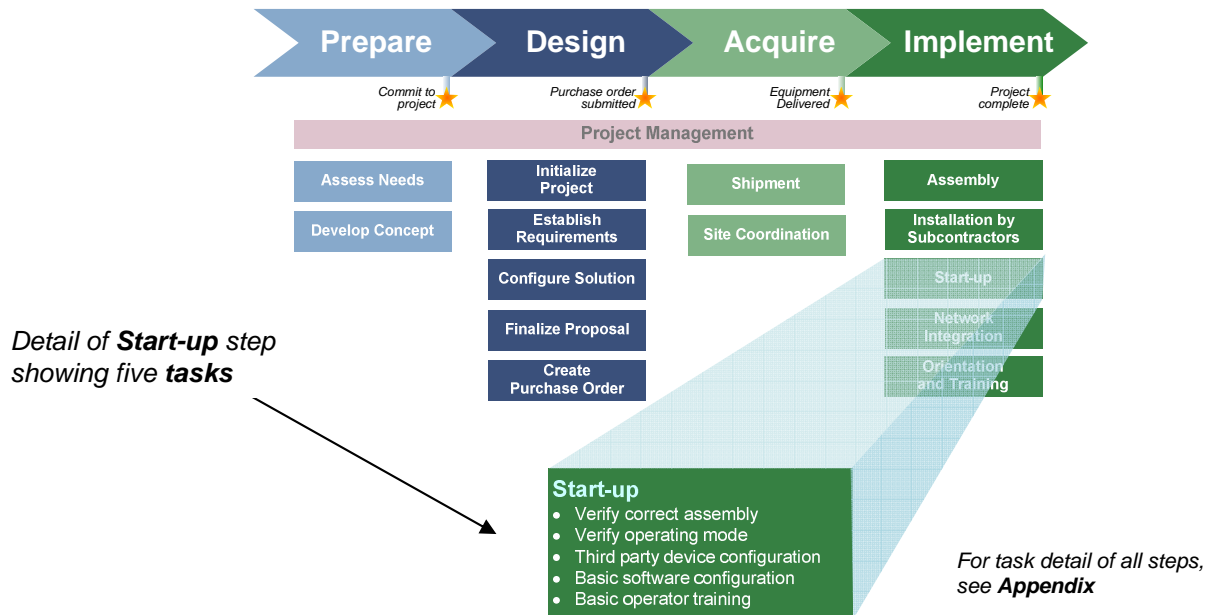 Prepare
Design
Acquire
Implement
Commit to
project
Purchase order
submitted
Equipment
Delivered
Project
complete
Project Management
Assess Needs
Develop Concept
Initialize
Project
Establish
Requirements
Configure Solution
Finalize Proposal
Create
Purchase Order
Shipment
Site Coordination
Assembly
Installation by
Subcontractors
Start-up
Network
Integration
Orientation
and Training
Detail of Start-up step
showing five tasks
Start-up
• Verify correct assembly
• Verify operating mode
• Third party device configuration
• Basic software configuration
• Basic operator training
For task detail of all steps,
see Appendix